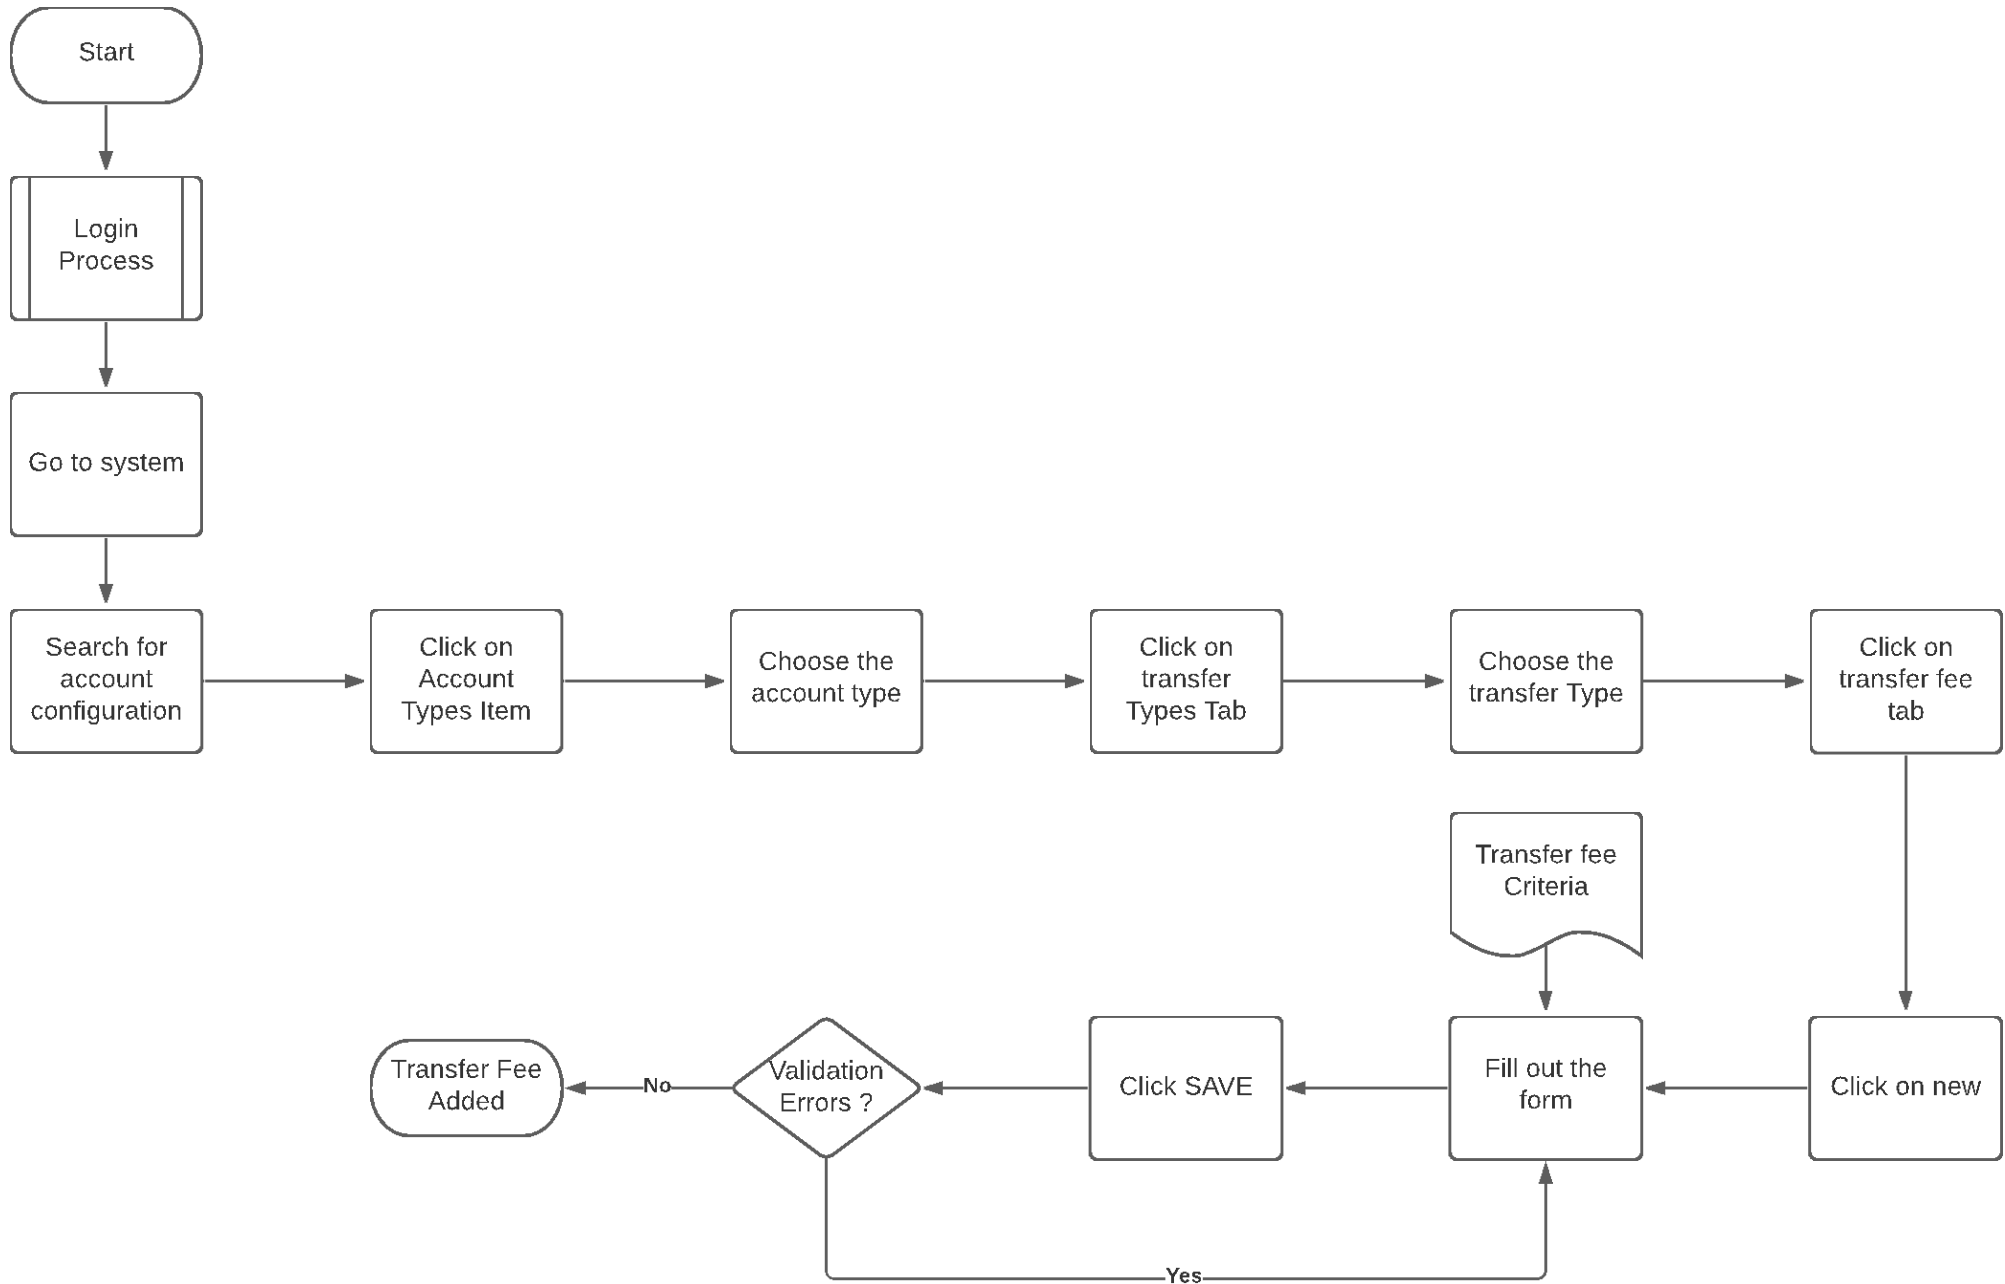 Start
Login
Process
Go to system
Search for
account
configuration
Click on
Account
Types Item
Choose the
account type
Click on
transfer
Types Tab
Choose the
transfer Type
Click on
transfer fee
tab
Transfer fee
Criteria
Click on new
Fill out the
form
Click SAVE
Validation
Errors ?
No
Transfer Fee
Added
Yes